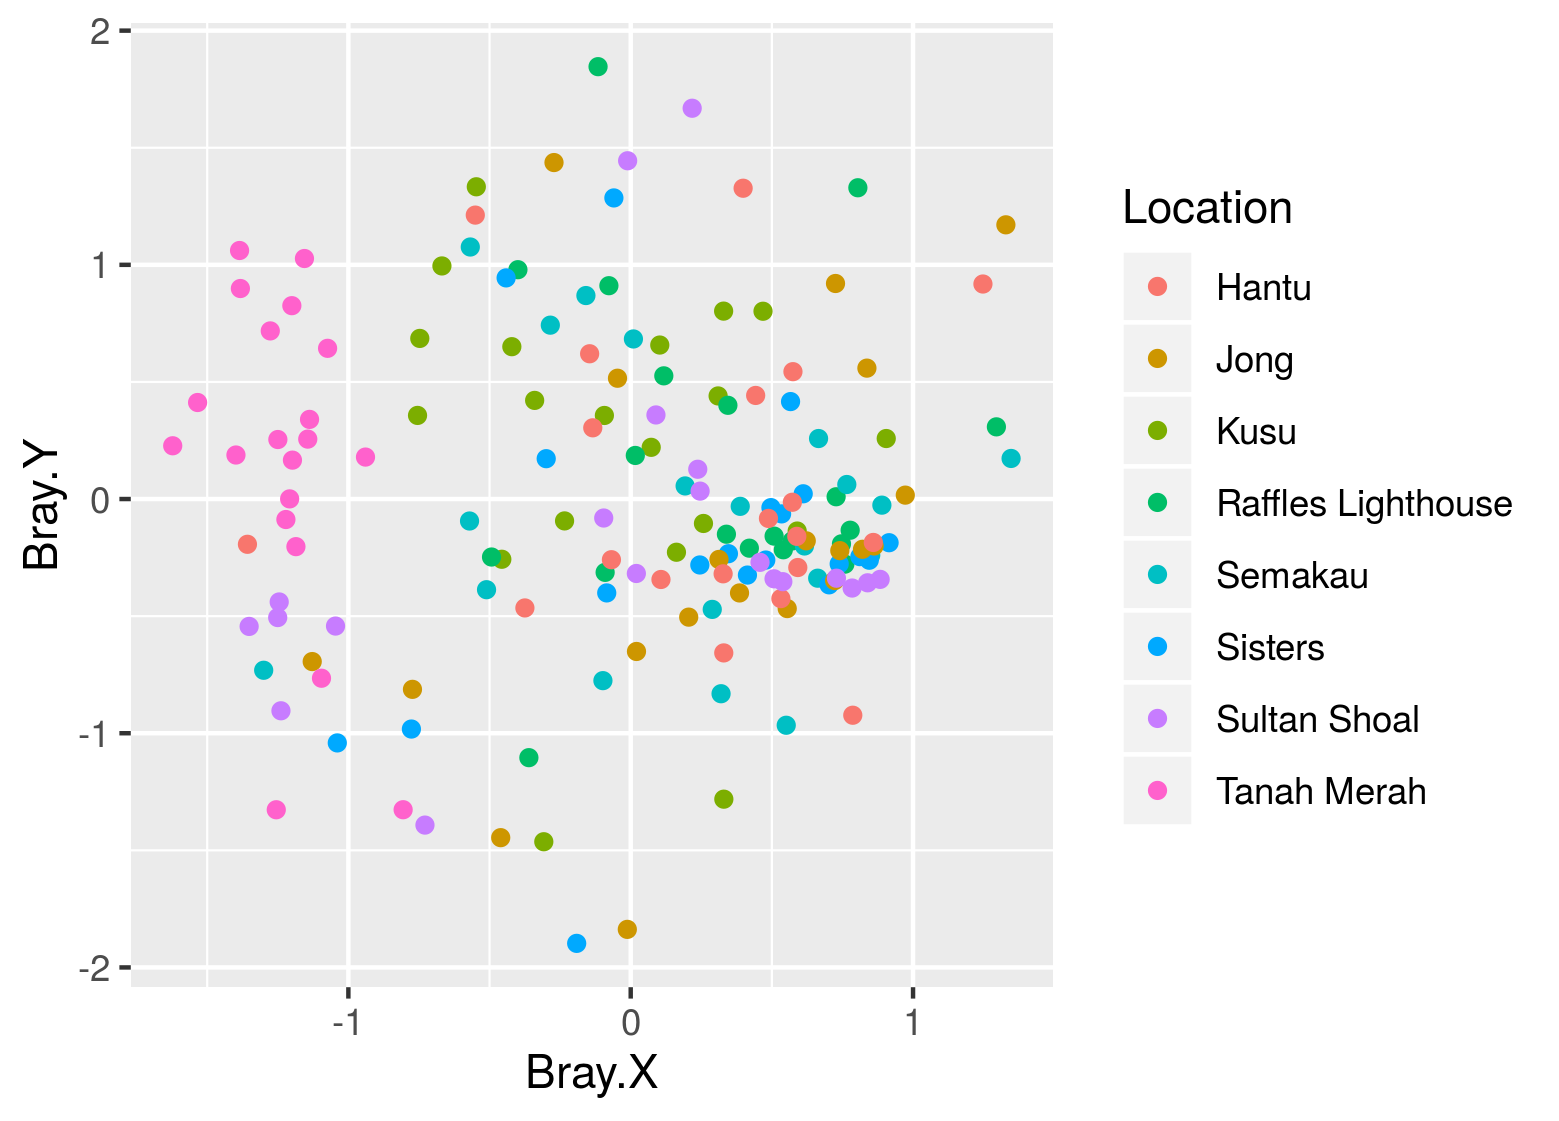 2
1
0
-1
-2
Bray.Y
-1
0
1
Bray.X
Location
Hantu
Jong
Kusu
Raffles Lighthouse
Semakau
Sisters
Sultan Shoal
Tanah Merah